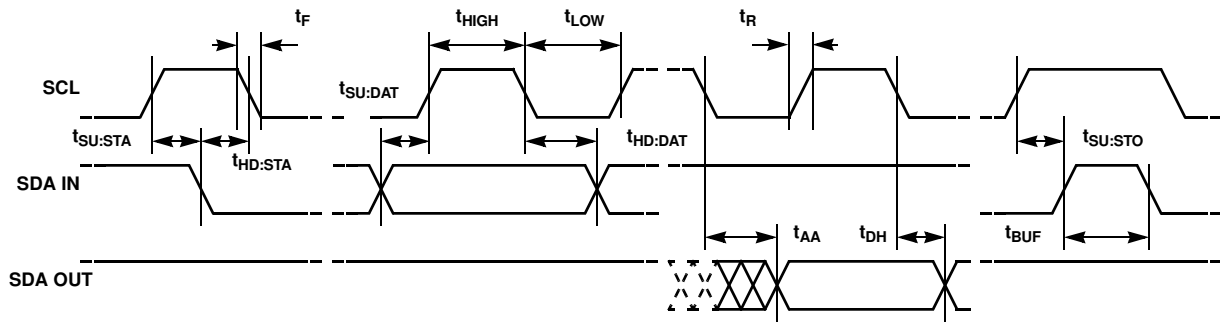 tF
tHIGH
tLOW
tR
SCL
tSU:DAT
tSU:STA
tHD:STA
tHD:DAT
tSU:STO
SDA IN
tAA
tDH
tBUF
SDA OUT